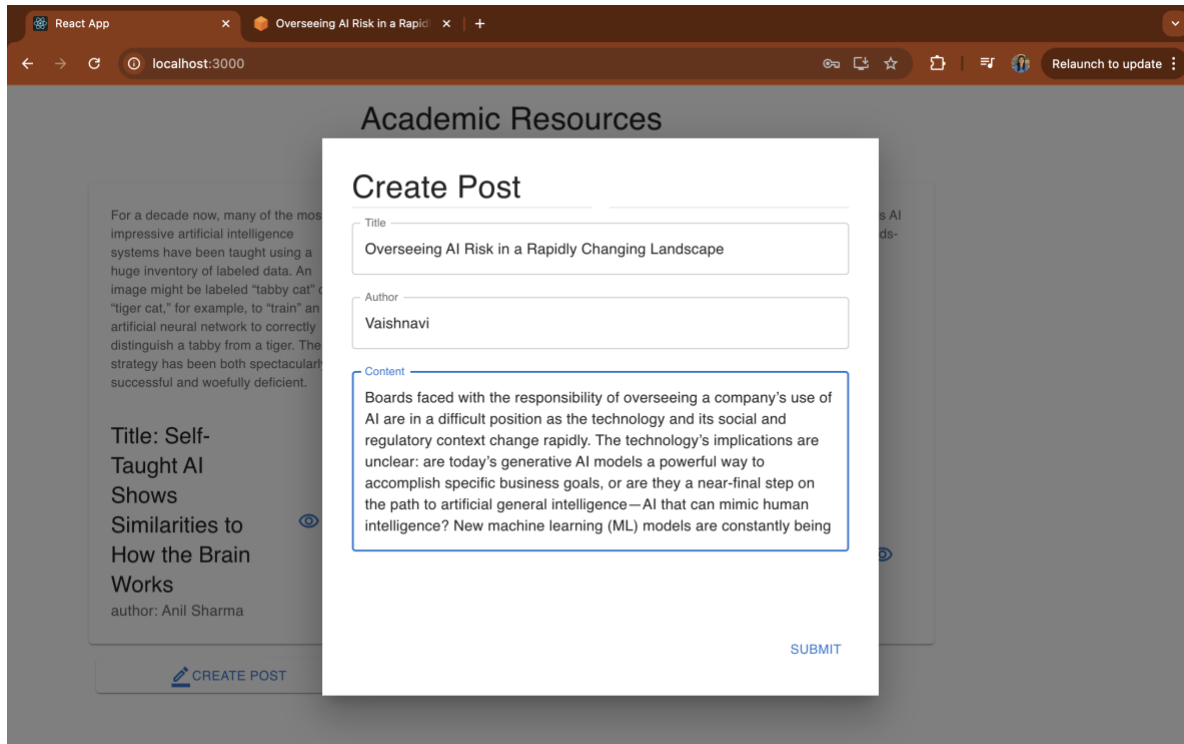 React App
Overseeing AI Risk in a Rapid
localhost:3000
Relaunch to update
Academic Resources
For a decade now, many of the mos
impressive artificial intelligence
systems have been taught using a
huge inventory of labeled data. An
image might be labeled “tabby cat”
“tiger cat,” for example, to “train” an
artificial neural network to correctly
distinguish a tabby from a tiger. The
strategy has been both spectacularl
successful and woefully deficient.
Title: Self-
Taught AI
Shows
Similarities to
How the Brain
Works
author: Anil Sharma
CREATE POST
Create Post
Title
Overseeing AI Risk in a Rapidly Changing Landscape
Author
Vaishnavi
Content
Boards faced with the responsibility of overseeing a company’s use of
AI are in a difficult position as the technology and its social and
regulatory context change rapidly. The technology’s implications are
unclear: are today’s generative AI models a powerful way to
accomplish specific business goals, or are they a near-final step on
the path to artificial general intelligence—AI that can mimic human
intelligence? New machine learning (ML) models are constantly being
SUBMIT
s AI
ds-